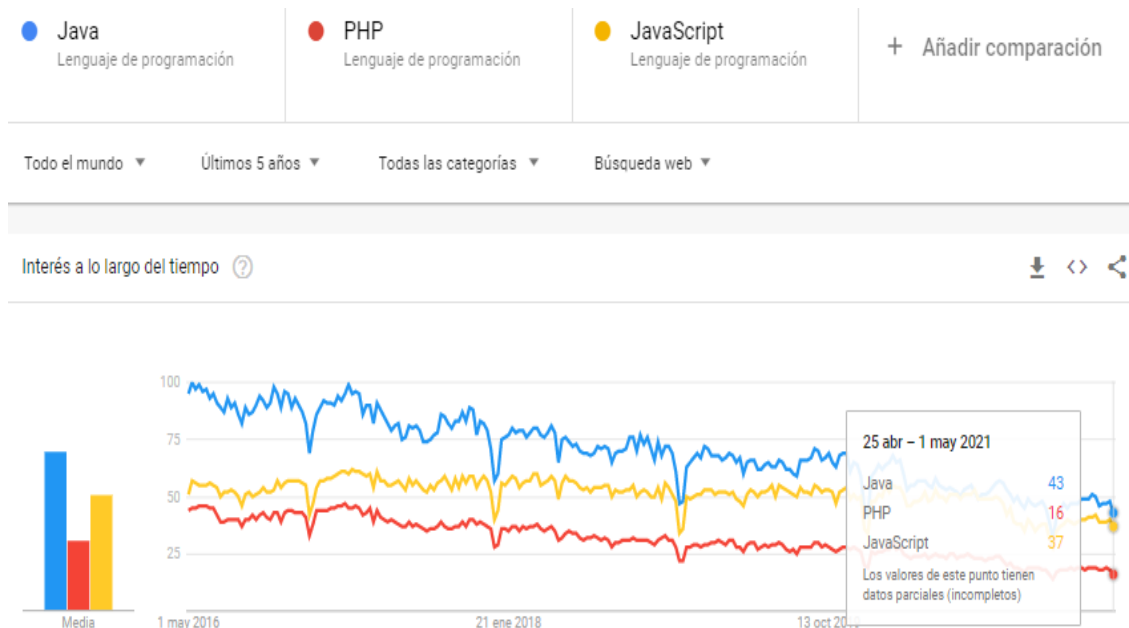 Java
Lenguaje de programación
PHP
Lenguaje de programación
JavaScript
Lenguaje de programación
+ Añadir comparación
Todo el mundo
Últimos 5 años
Todas las categorías
Búsqueda web
Interés a lo largo del tiempo ?
100
75
50
25
25 abr – 1 may 2021
Java 43
PHP 16
JavaScript 37
Los valores de este punto tienen
datos parciales (incompletos)
Media
1 may 2016
21 ene 2018
13 oct